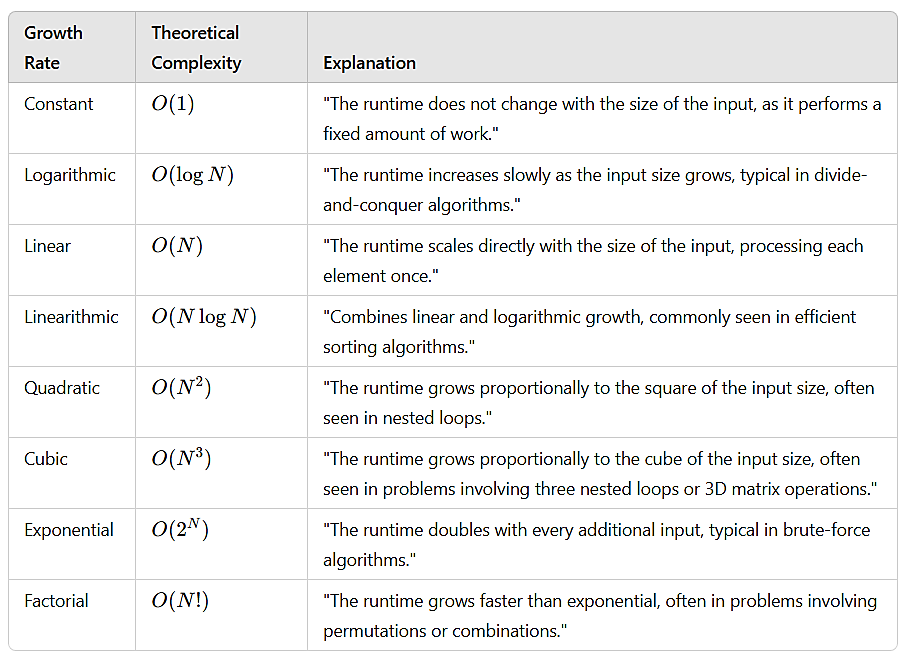 Growth Rate | Theoretical Complexity | Explanation
Constant | O(1) | "The runtime does not change with the size of the input, as it performs a
fixed amount of work."
Logarithmic | O(log N) | "The runtime increases slowly as the input size grows, typical in divide-
and-conquer algorithms."
Linear | O(N) | "The runtime scales directly with the size of the input, processing each
element once."
Linearithmic | O(N log N) | "Combines linear and logarithmic growth, commonly seen in efficient
sorting algorithms."
Quadratic | O(N²) | "The runtime grows proportionally to the square of the input size, often
seen in nested loops."
Cubic | O(N³) | "The runtime grows proportionally to the cube of the input size, often
seen in problems involving three nested loops or 3D matrix operations."
Exponential | O(2ᴺ) | "The runtime doubles with every additional input, typical in brute-force
algorithms."
Factorial | O(N!) | "The runtime grows faster than exponential, often in problems involving
permutations or combinations."